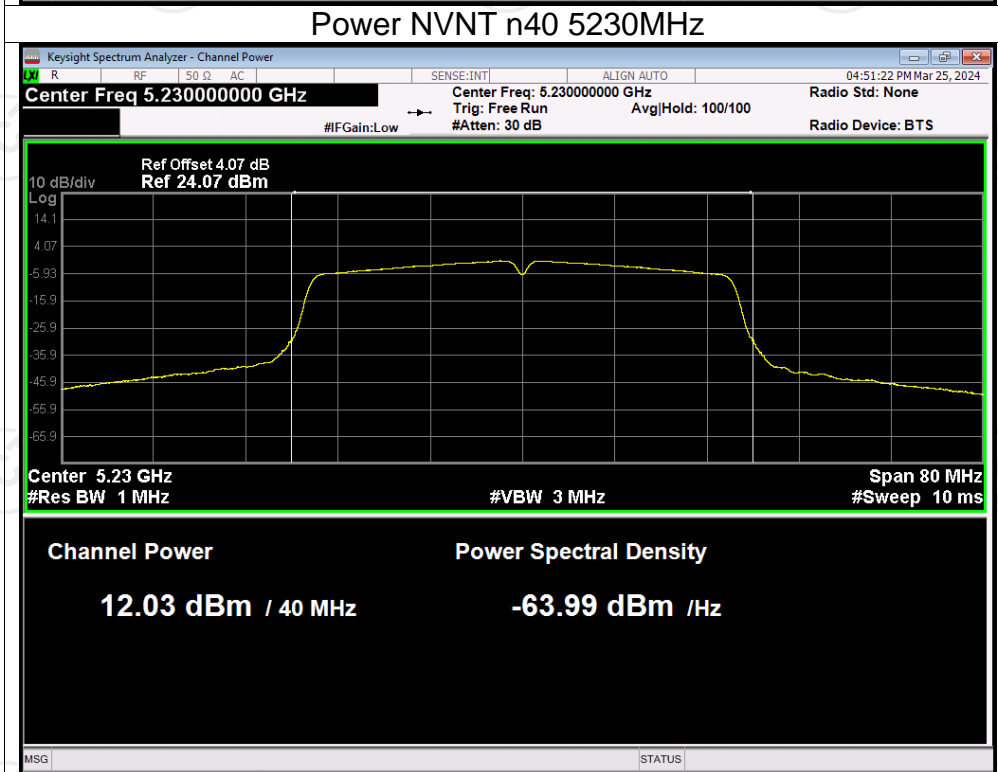 Power NVNT n40 5230MHz
Keysight Spectrum Analyzer - Channel Power
LXI R RF 50 Ω AC SENSE:INT ALIGN AUTO 04:51:22 PM Mar 25, 2024
Center Freq 5.230000000 GHz Center Freq: 5.230000000 GHz Radio Std: None
Trig: Free Run Avg|Hold: 100/100
#IFGain:Low #Atten: 30 dB Radio Device: BTS
Ref Offset 4.07 dB
10 dB/div Ref 24.07 dBm
Log
14.1
4.07
-5.93
-15.9
-25.9
-35.9
-45.9
-55.9
-65.9
Center 5.23 GHz Span 80 MHz
#Res BW 1 MHz #VBW 3 MHz #Sweep 10 ms
Channel Power Power Spectral Density
12.03 dBm / 40 MHz -63.99 dBm /Hz
MSG STATUS